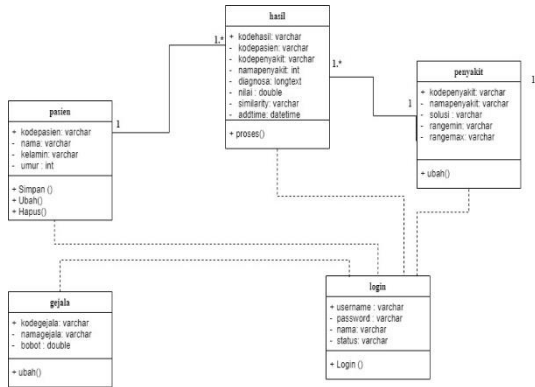 hasil
+ kodehasil: varchar
- kodepasien: varchar
- kodepenyakit: varchar
- namapenyakit: int
- diagnosa: longtext
- nilai : double
- similarity: varchar
- addtime: datetime
+ proses()
1.*
1.*
penyakit
+ kodepenyakit: varchar
- namapenyakit: varchar
- solusi : varchar
- rangemin: varchar
- rangemax: varchar
+ ubah()
1
1
pasien
+ kodepasien: varchar
- nama: varchar
- kelamin: varchar
- umur : int
+ Simpan ()
+ Ubah()
+ Hapus()
1
gejala
+ kodegejala: varchar
- namagejala: varchar
- bobot : double
+ ubah()
login
+ username : varchar
- password : varchar
- nama: varchar
- status: varchar
+ Login ()